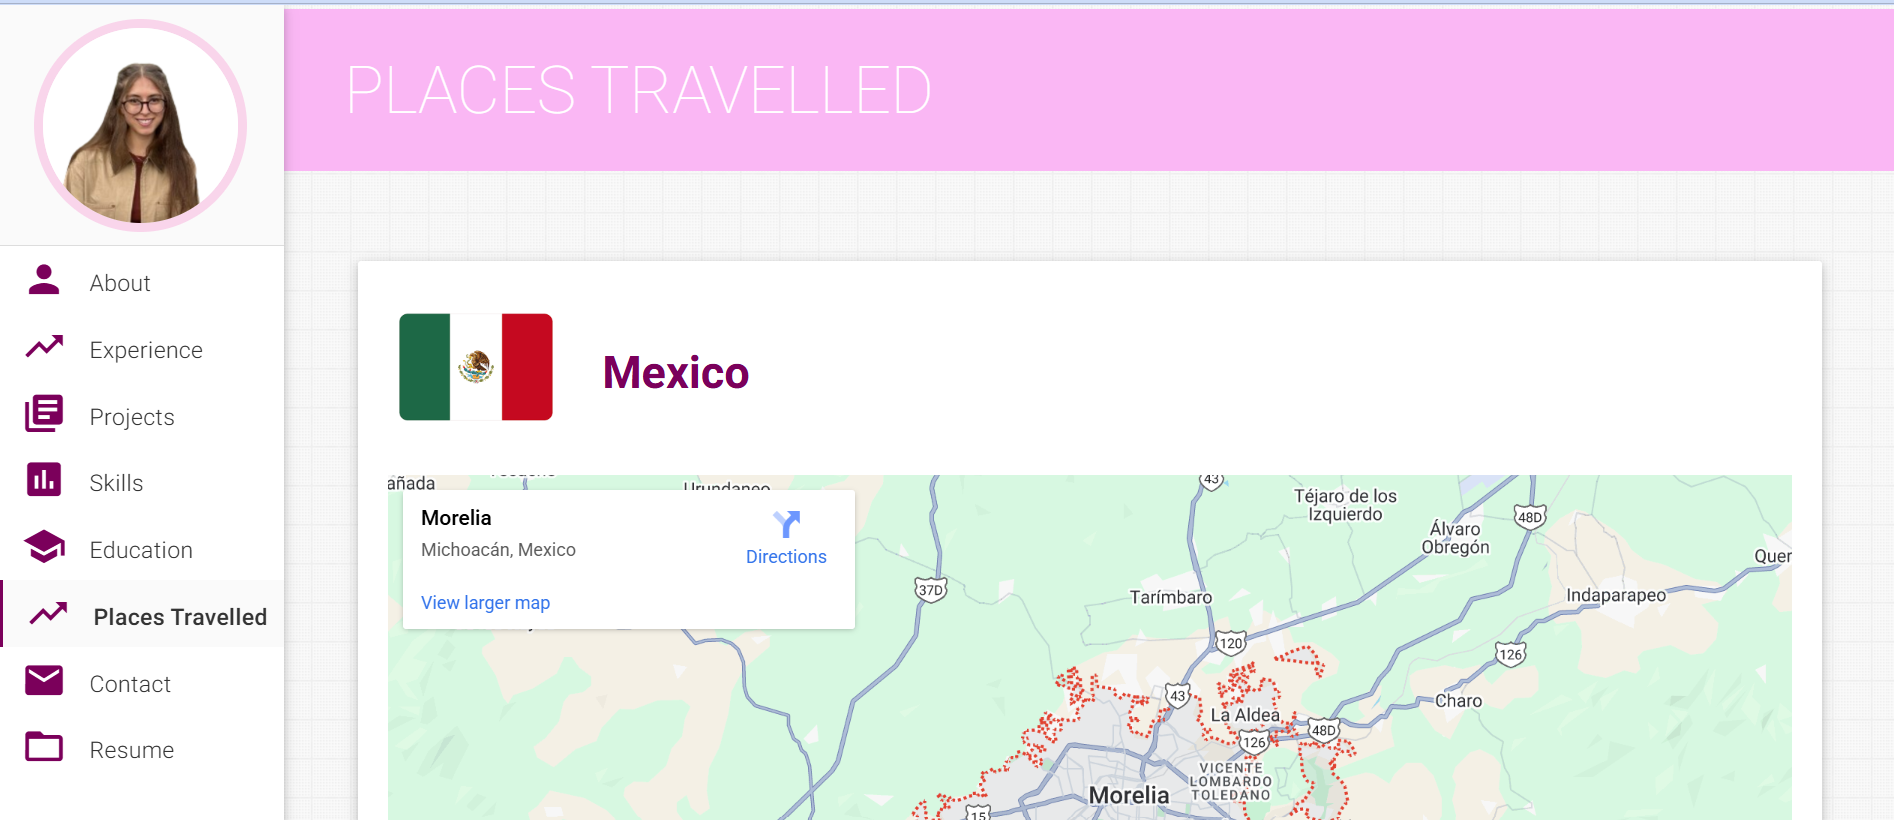 PLACES TRAVELLED
About
Experience
Projects
Skills
Education
Places Travelled
Contact
Resume
Mexico
Morelia
Michoacán, Mexico
Directions
View larger map
añada
Urundaneo
43
Téjaro de los
Izquierdo
48D
Álvaro
Obregón
Quer
37D
Tarímbaro
Indaparapeo
120
126
43
Charo
La Aldea
48D
126
VICENTE
LOMBARDO
TOLEDANO
Morelia
15